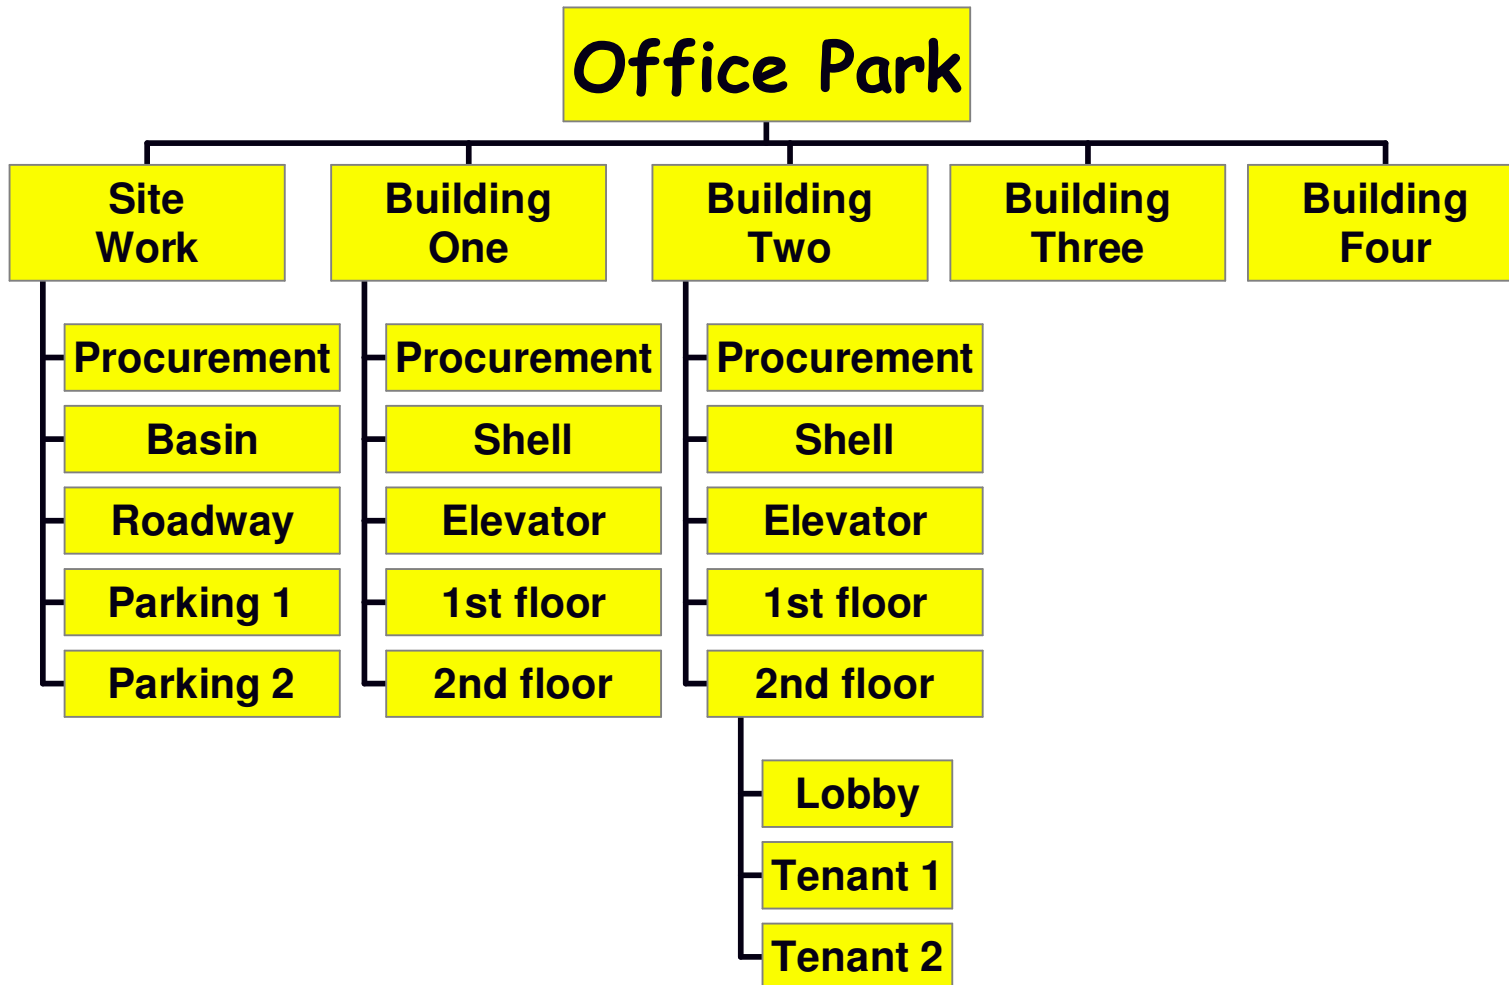 Office Park
Site
Work
Building
One
Building
Two
Building
Three
Building
Four
Procurement
Basin
Roadway
Parking 1
Parking 2
Procurement
Shell
Elevator
1st floor
2nd floor
Procurement
Shell
Elevator
1st floor
2nd floor
Lobby
Tenant 1
Tenant 2